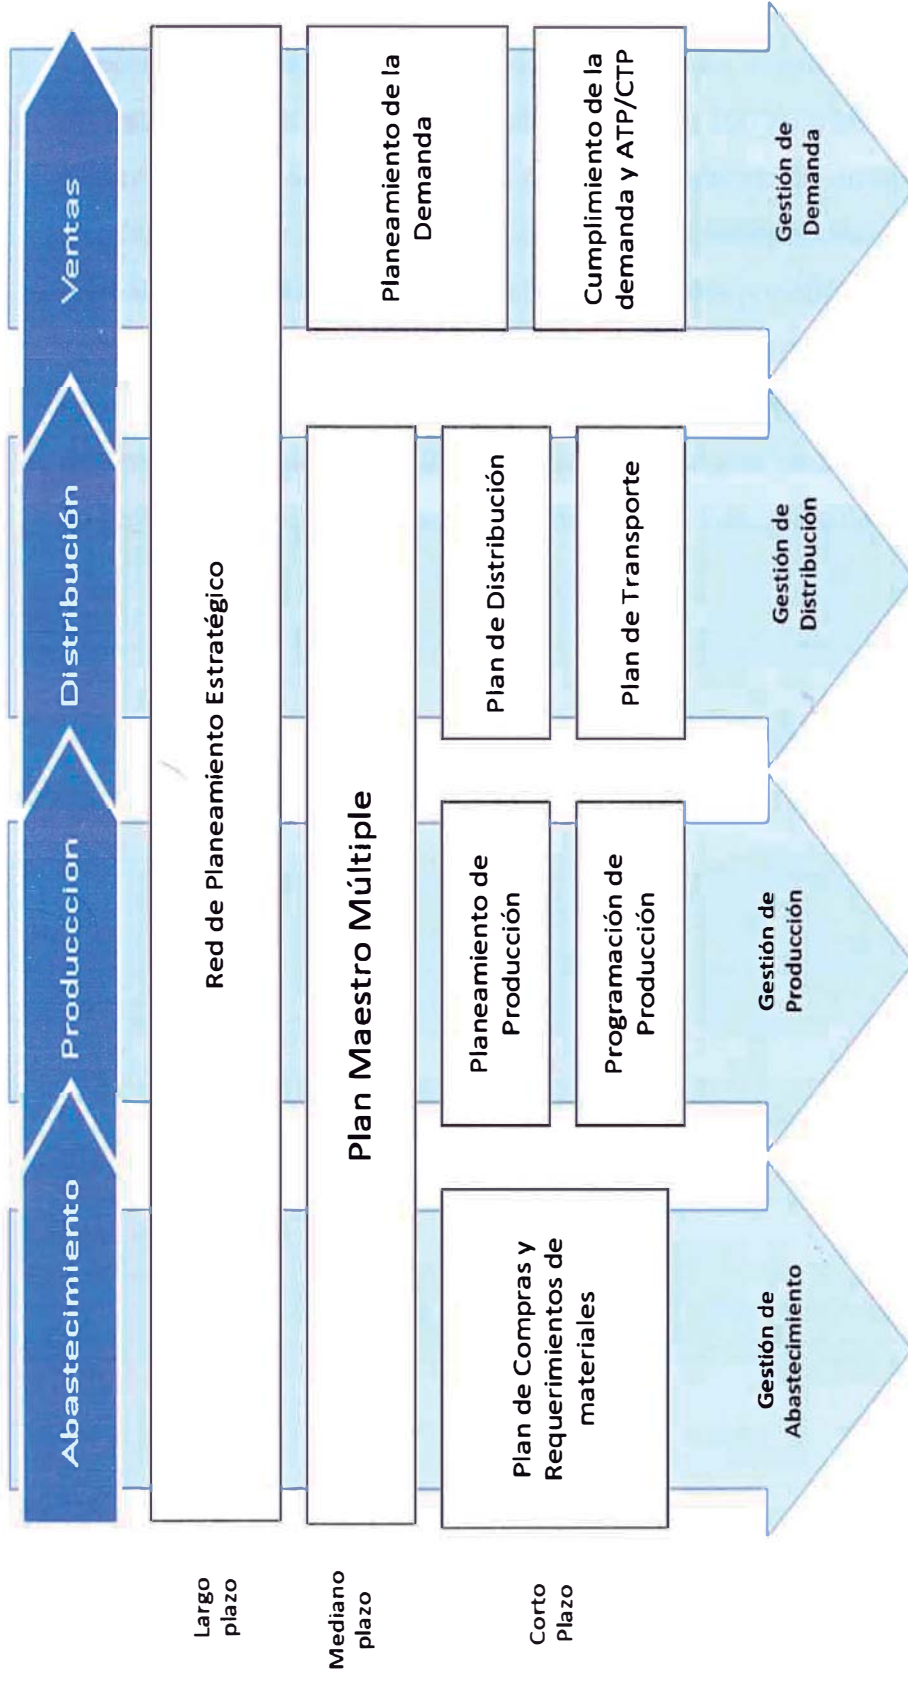 Abastecimiento
Produccion
Distribución
Ventas
Largo
plazo
Red de Planeamiento Estratégico
Mediano
plazo
Plan Maestro Múltiple
Planeamiento de la
Demanda
Corto
Plazo
Plan de Compras y
Requerimientos de
materiales
Planeamiento de
Producción
Programación de
Producción
Plan de Distribución
Plan de Transporte
Cumplimiento de la
demanda y ATP/CTP
Gestión de
Abastecimiento
Gestión de
Producción
Gestión de
Distribución
Gestión de
Demanda